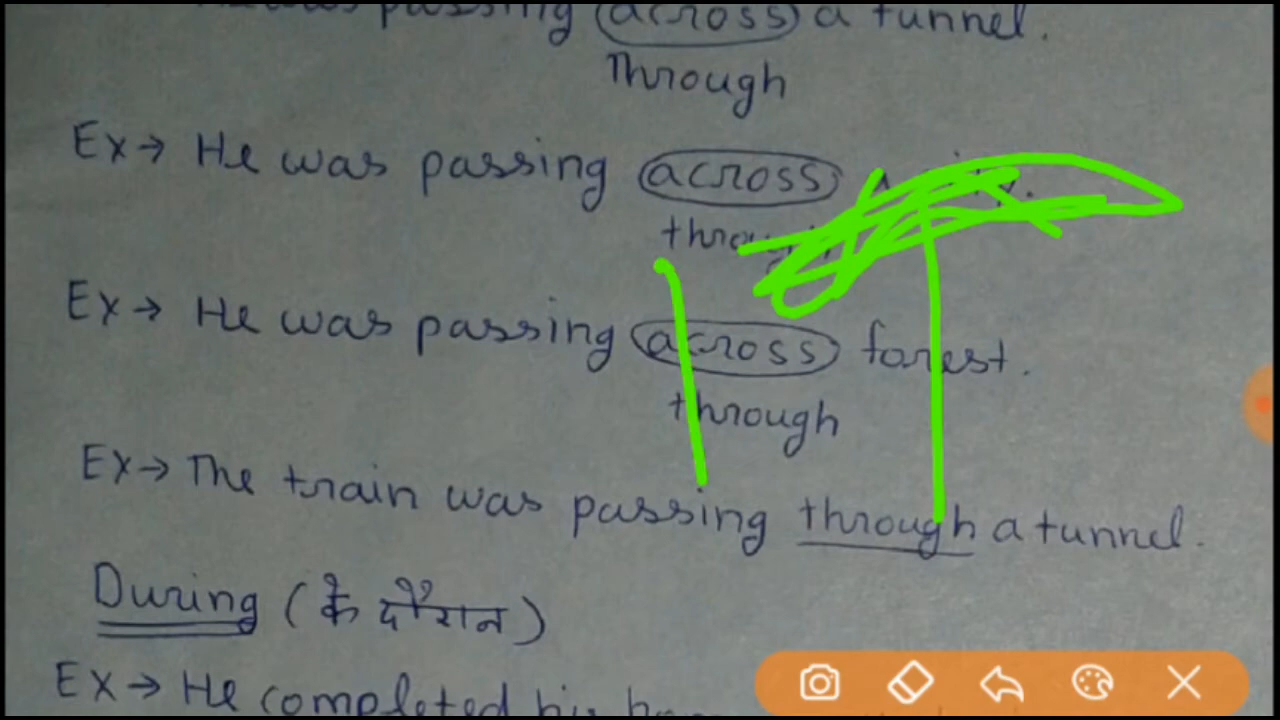 passing across a tunnel.
Through
Ex→ He was passing across
through
Ex→ He was passing across forest.
through
Ex→ The train was passing through a tunnel.
During (के दौरान)
Ex→ He completed his